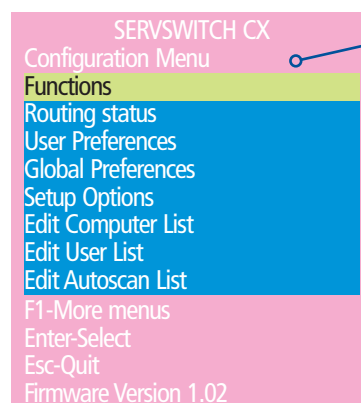 SERVSWITCH CX
Configuration Menu
Functions
Routing status
User Preferences
Global Preferences
Setup Options
Edit Computer List
Edit User List
Edit Autoscan List
F1-More menus
Enter-Select
Esc-Quit
Firmware Version 1.02